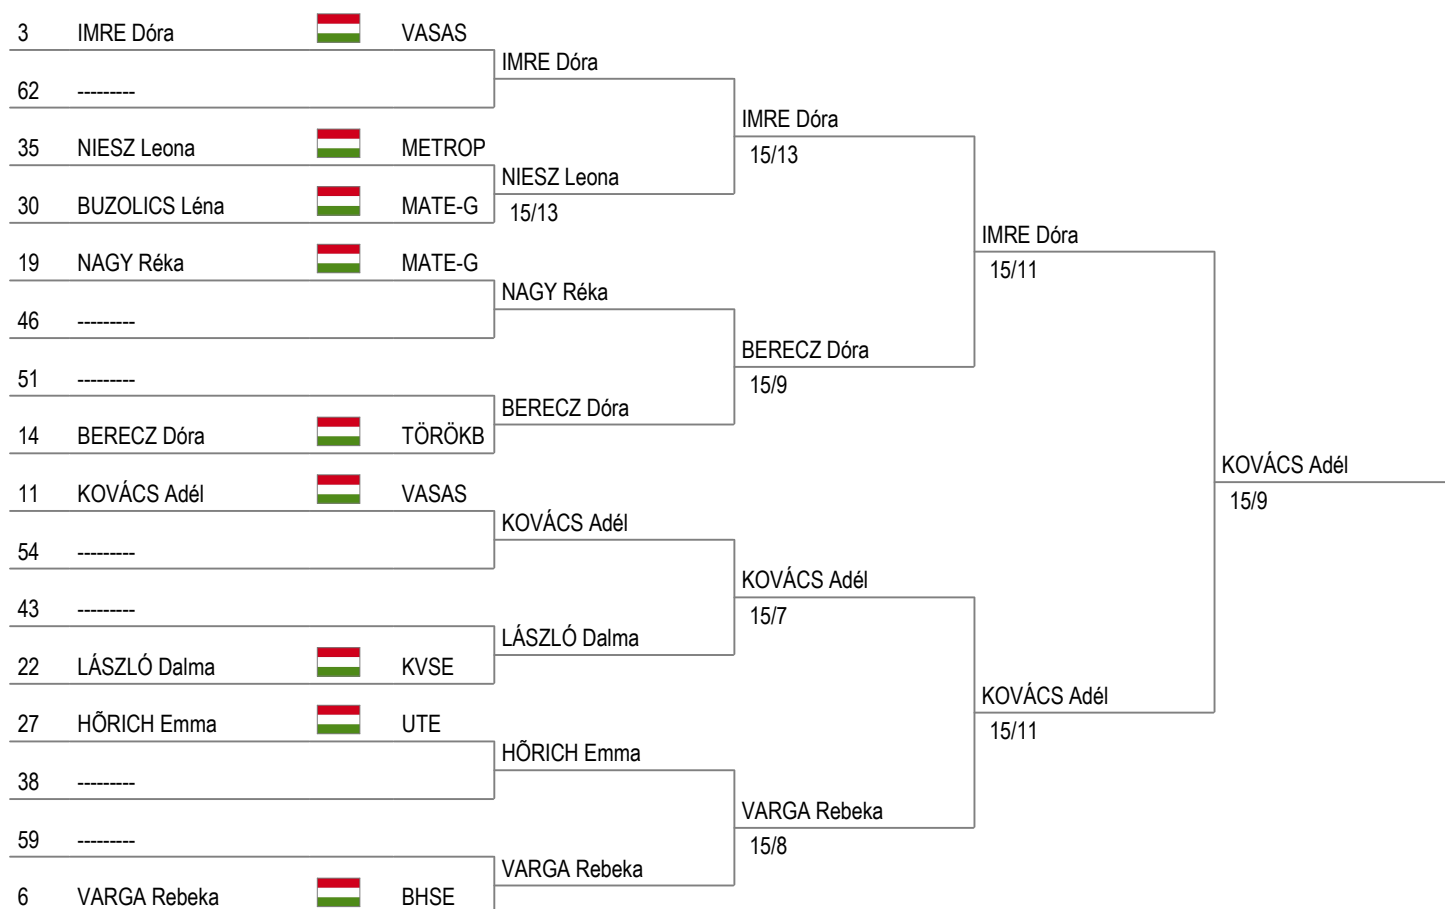 3 IMRE Dóra VASAS
IMRE Dóra
62 ---------
IMRE Dóra
15/13
35 NIESZ Leona METROP
NIESZ Leona
15/13
30 BUZOLICS Léna MATE-G
IMRE Dóra
15/11
19 NAGY Réka MATE-G
NAGY Réka
46 ---------
BERECZ Dóra
15/9
51 ---------
BERECZ Dóra
14 BERECZ Dóra TÖRÖKB
KOVÁCS Adél
15/9
11 KOVÁCS Adél VASAS
KOVÁCS Adél
54 ---------
KOVÁCS Adél
15/7
43 ---------
LÁSZLÓ Dalma
22 LÁSZLÓ Dalma KVSE
KOVÁCS Adél
15/11
27 HÕRICH Emma UTE
HÕRICH Emma
38 ---------
VARGA Rebeka
15/8
59 ---------
VARGA Rebeka
6 VARGA Rebeka BHSE